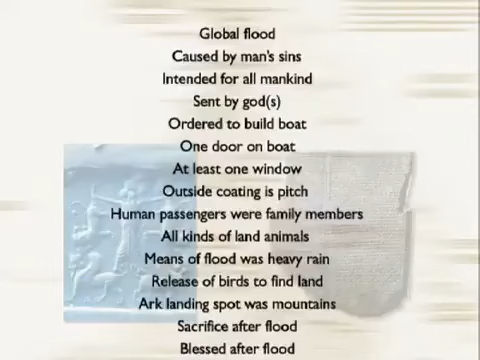 Global flood
Caused by man's sins
Intended for all mankind
Sent by god(s)
Ordered to build boat
One door on boat
At least one window
Outside coating is pitch
Human passengers were family members
All kinds of land animals
Means of flood was heavy rain
Release of birds to find land
Ark landing spot was mountains
Sacrifice after flood
Blessed after flood